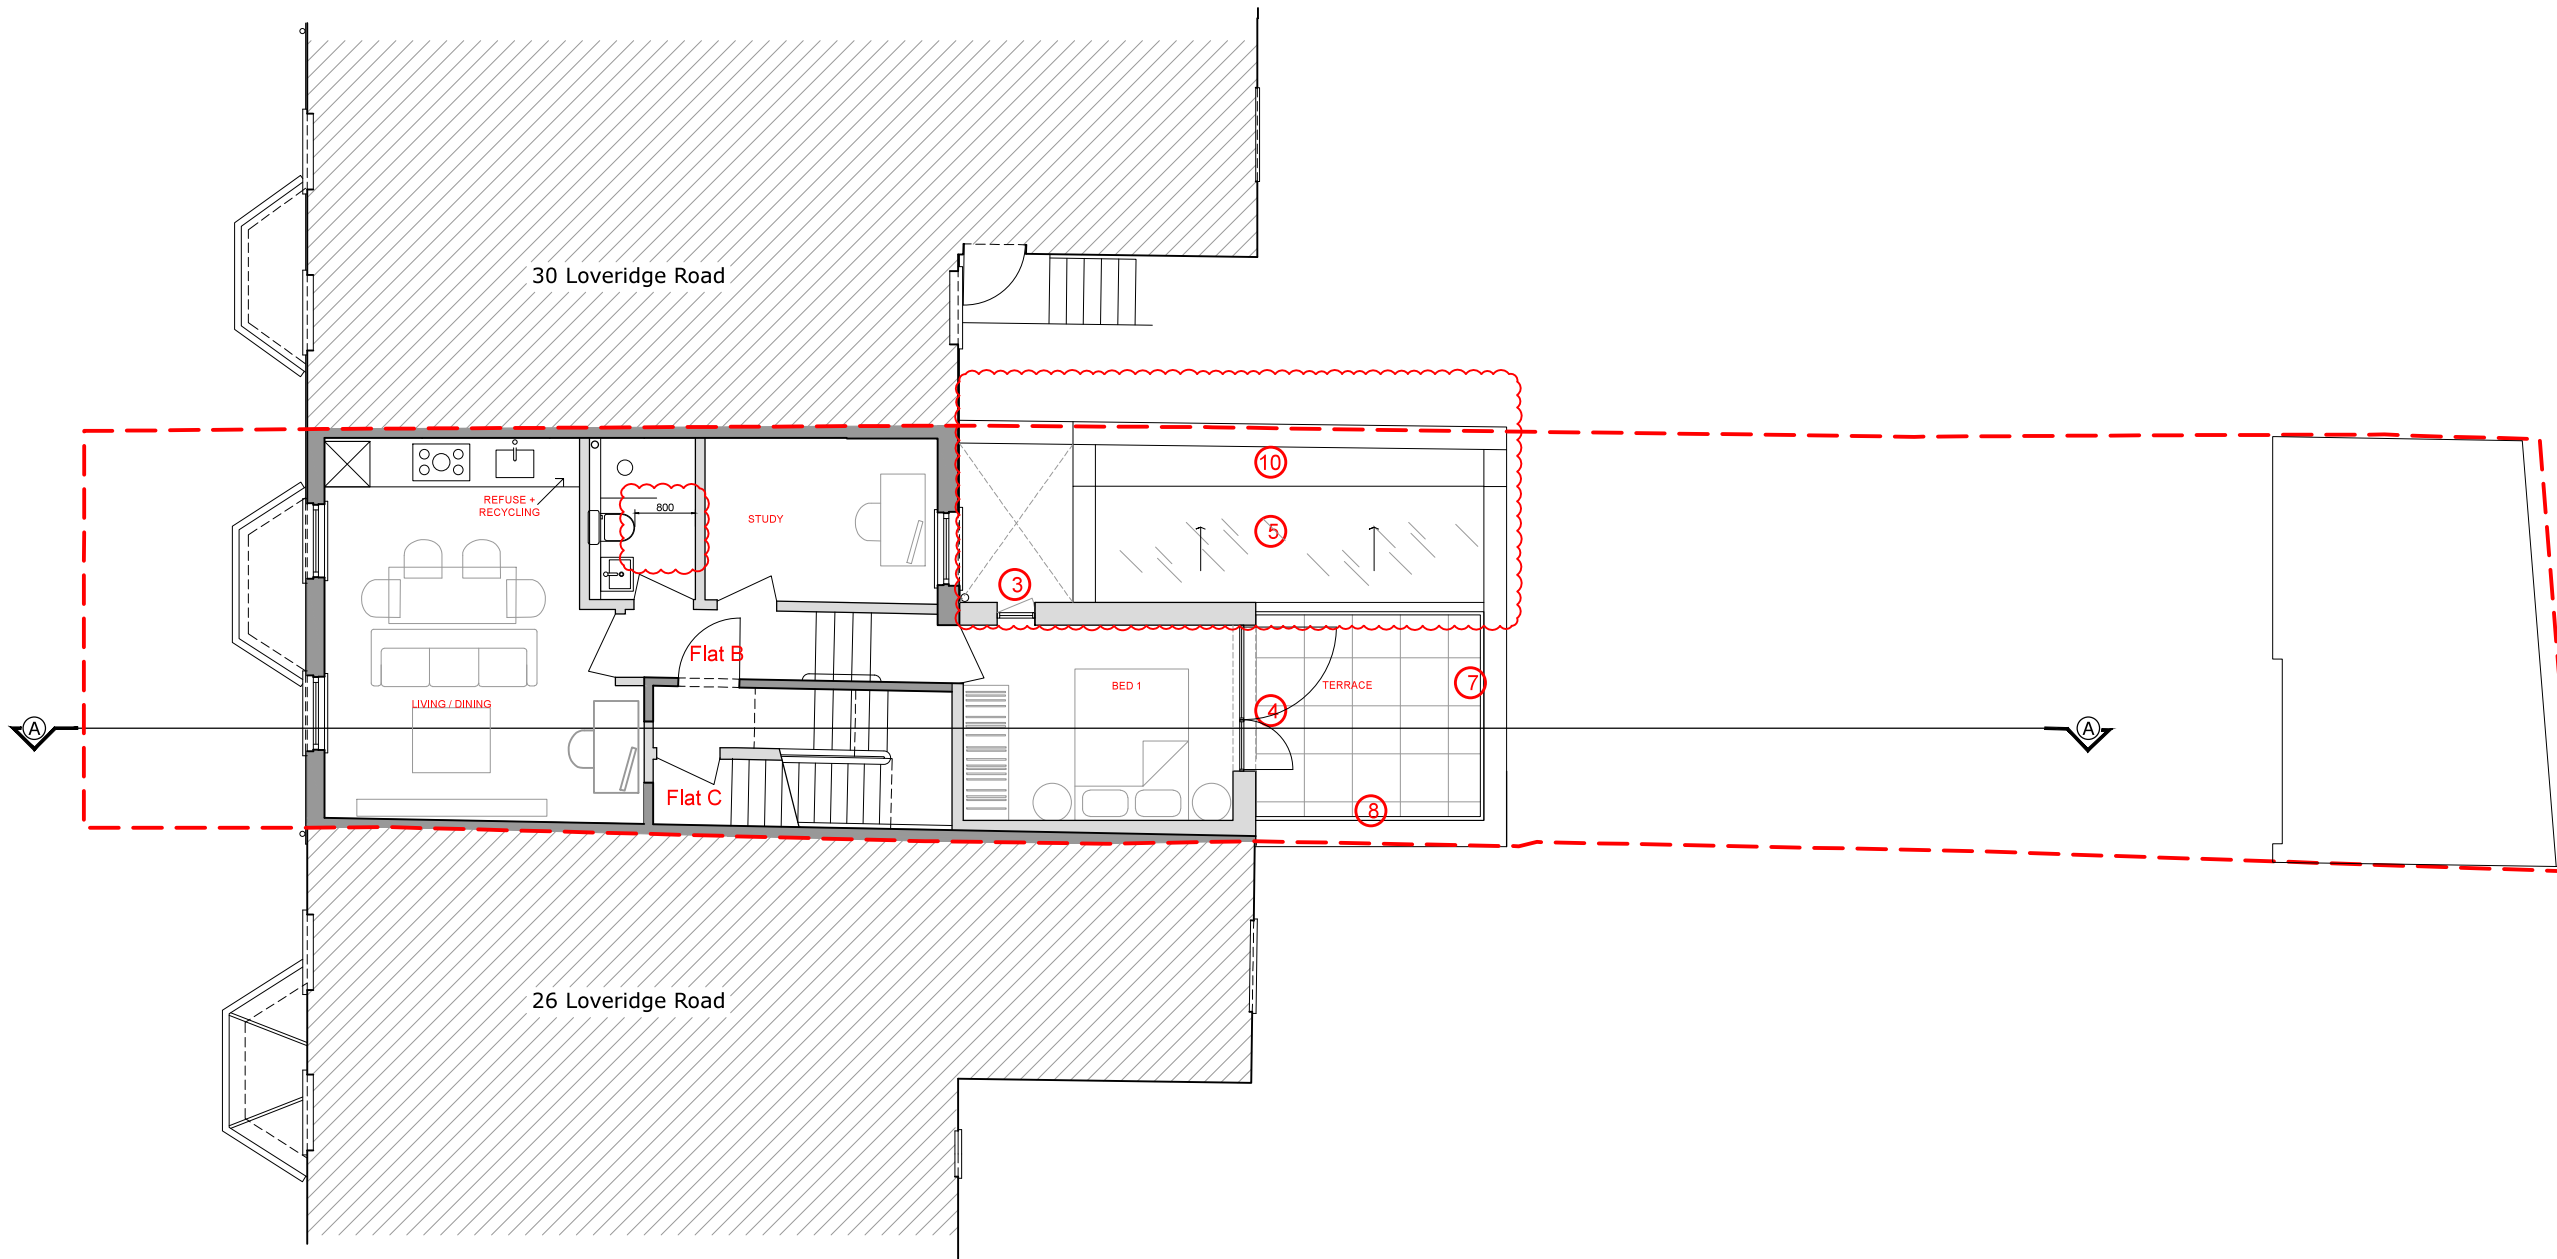 30 Loveridge Road
10
REFUSE +
RECYCLING
800
STUDY
5
3
Flat B
BED 1
TERRACE
7
LIVING / DINING
4
A
A
Flat C
8
26 Loveridge Road